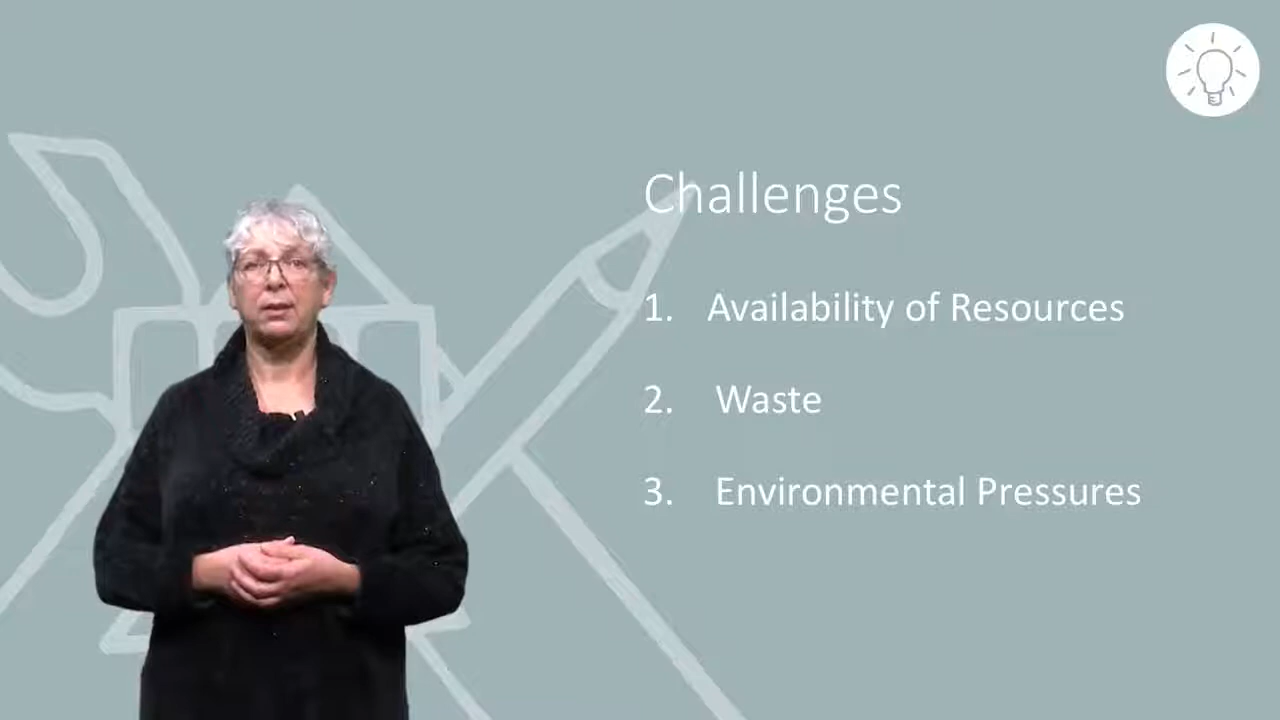 Challenges
1. Availability of Resources
2. Waste
3. Environmental Pressures